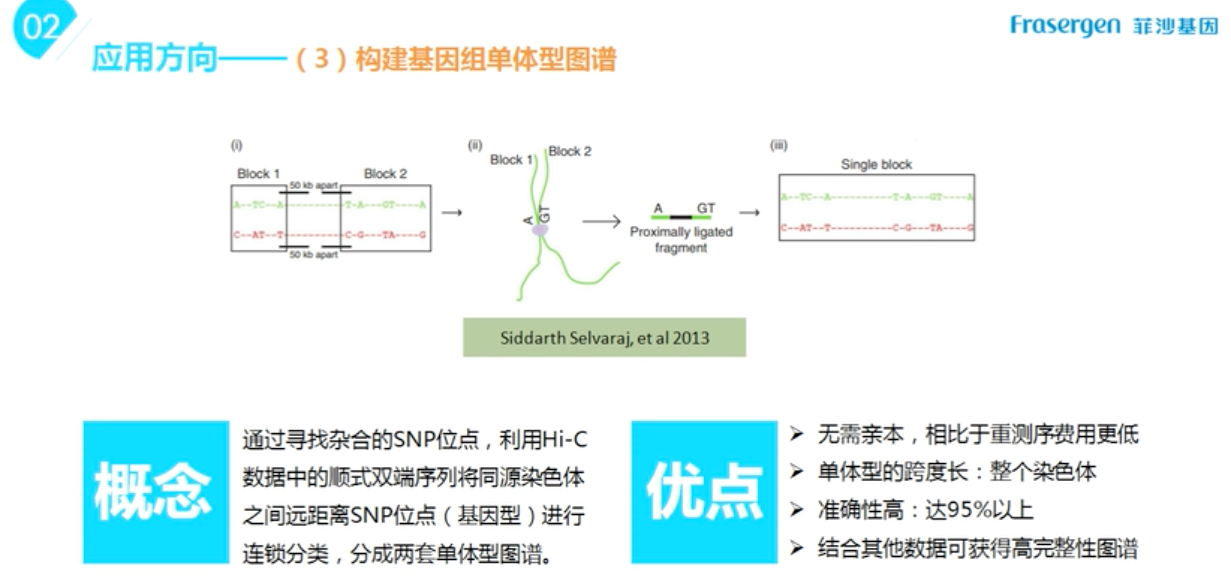 02
Frasergen 菲沙基因
应用方向——（3）构建基因组单体型图谱
(i)
Block 1
Block 2
50 kb apart
A--TC--A----------T-A---GT----A
C--AT--T----------C-G---TA----G
50 kb apart
(ii)
Block 1
Block 2
A
GT
A GT
Proximally ligated
fragment
(iii)
Single block
A--TC--A----------T-A---GT----A
C--AT--T----------C-G---TA----G
Siddarth Selvaraj, et al 2013
概念
通过寻找杂合的SNP位点，利用Hi-C
数据中的顺式双端序列将同源染色体
之间远距离SNP位点（基因型）进行
连锁分类，分成两套单体型图谱。
优点
➢ 无需亲本，相比于重测序费用更低
➢ 单体型的跨度长：整个染色体
➢ 准确性高：达95%以上
➢ 结合其他数据可获得高完整性图谱